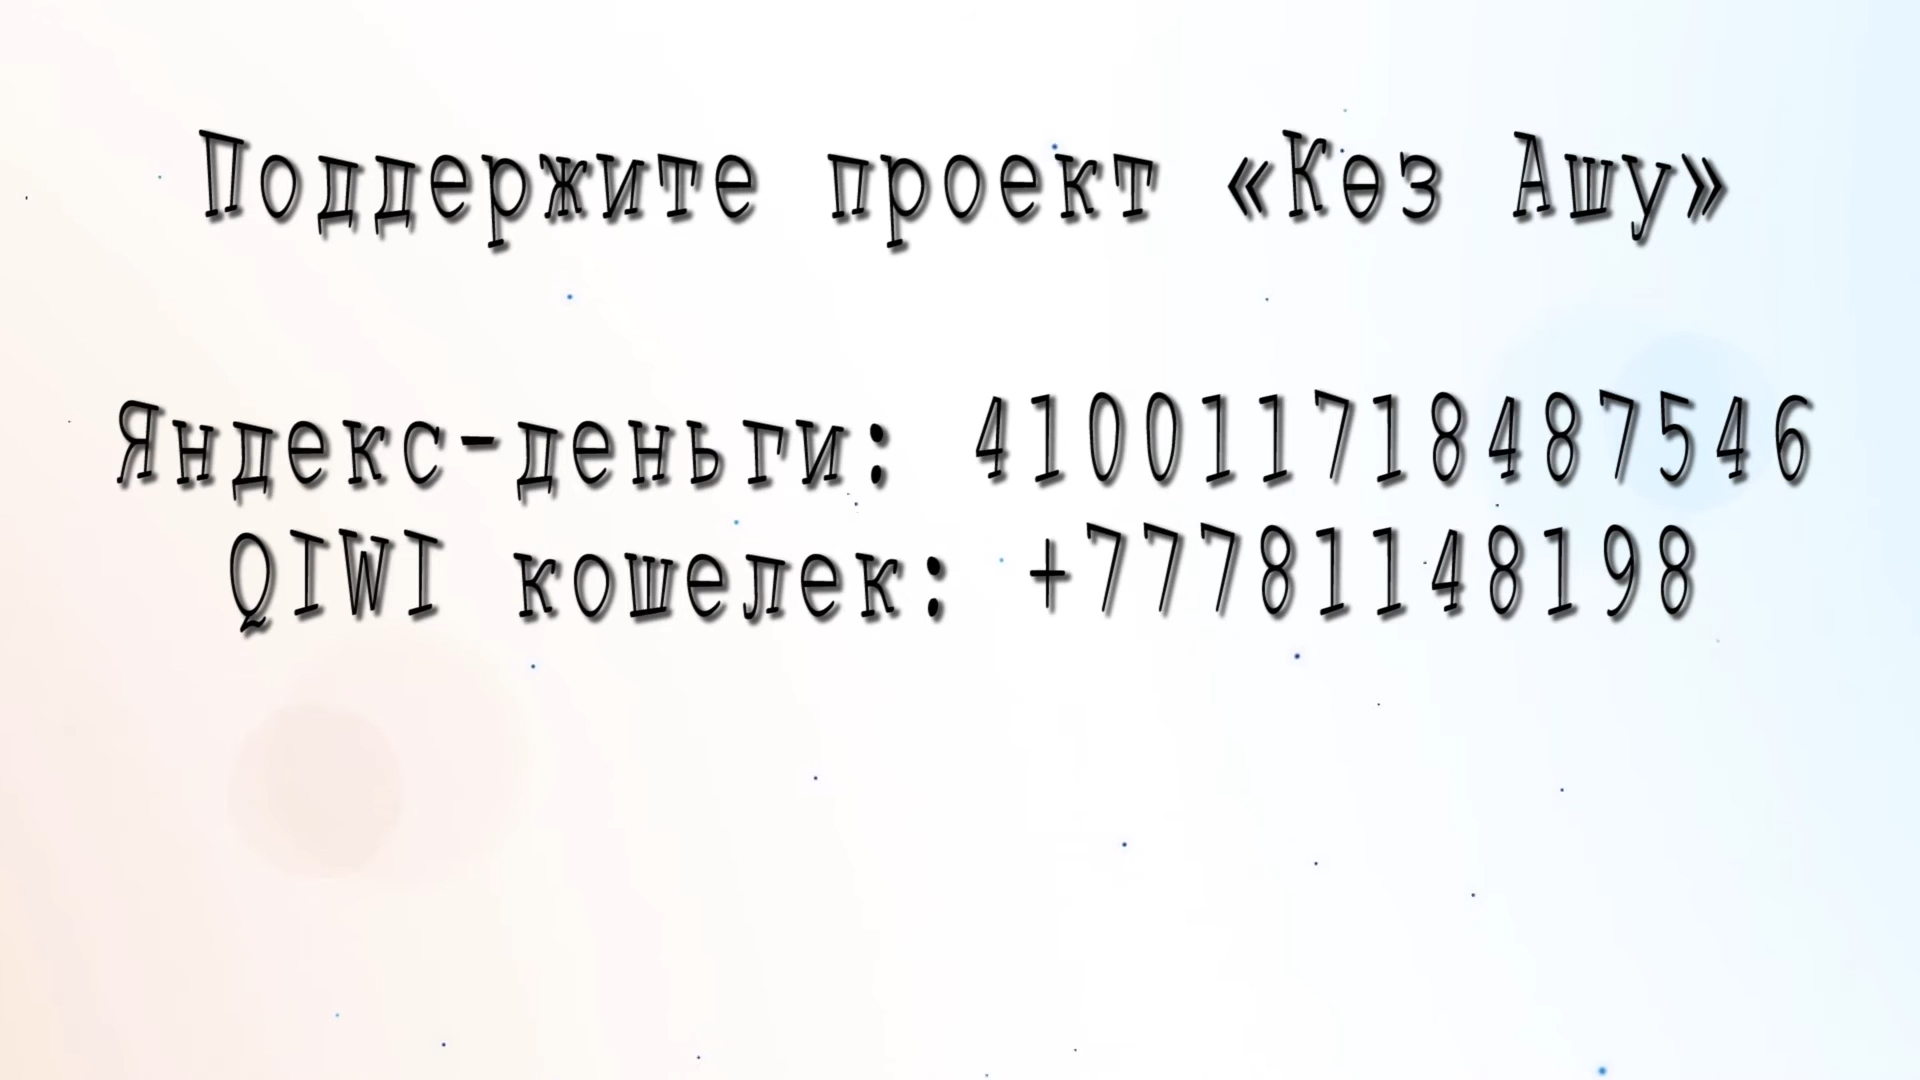 Поддержите проект «Көз Ашу»
Яндекс-деньги: 410011718487546
QIWI кошелек: +77781148198